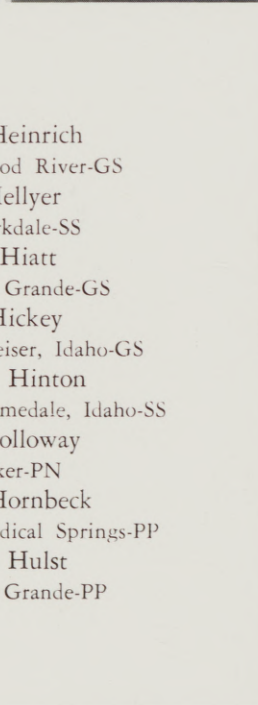 Heinrich
od River-GS
ellyer
rkdale-SS
Hiatt
Grande-GS
Hickey
eiser, Idaho-GS
Hinton
medale, Idaho-SS
olloway
ker-PN
Hornbeck
dical Springs-PP
Hulst
Grande-PP